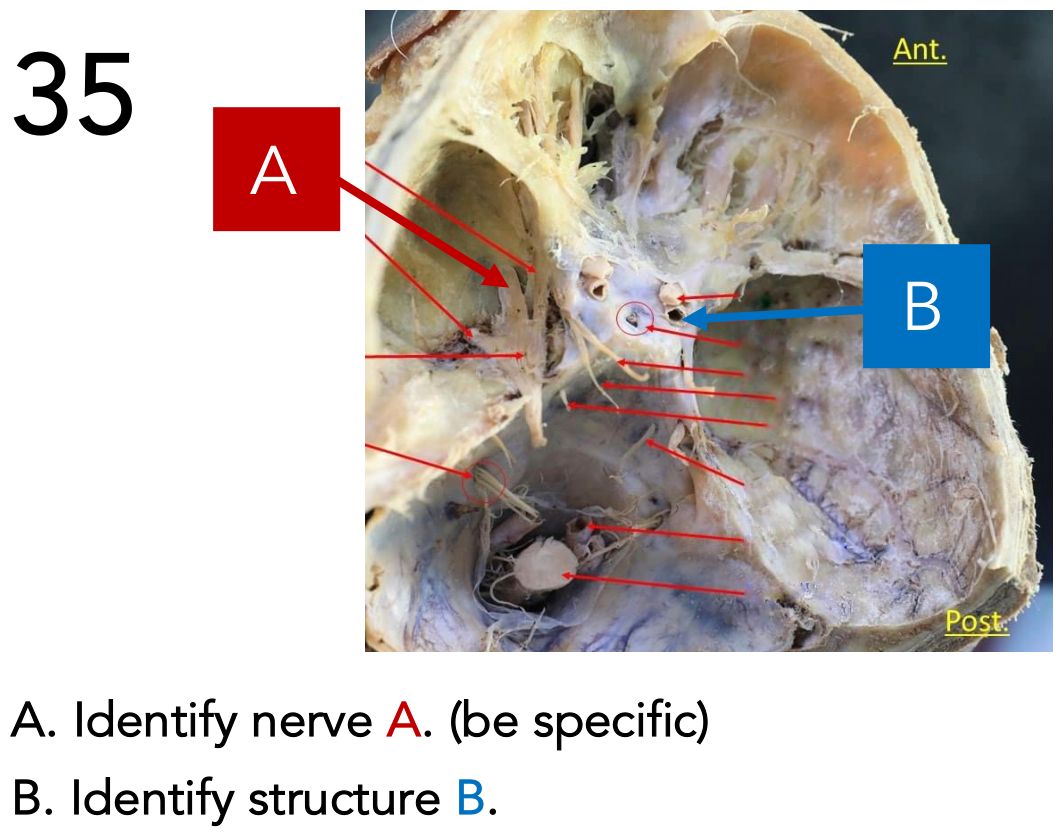 35
Ant.
A
B
Post.
A. Identify nerve A. (be specific)
B. Identify structure B.